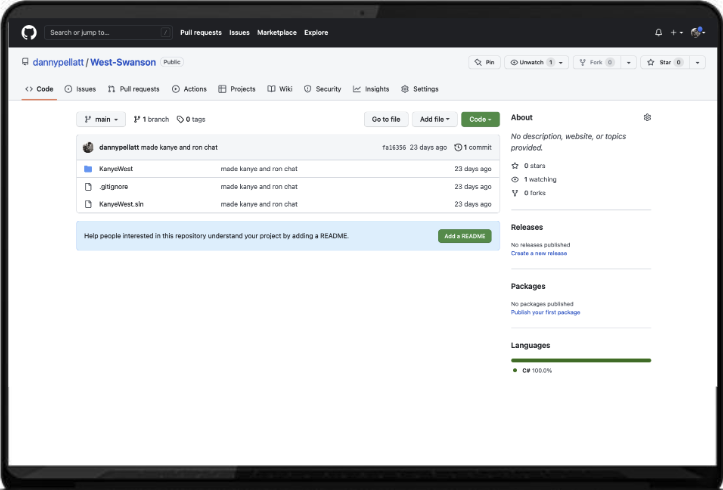 Search or jump to... /
Pull requests Issues Marketplace Explore
dannypellatt / West-Swanson Public
Pin Unwatch 1 Fork 0 Star 0
Code Issues Pull requests Actions Projects Wiki Security Insights Settings
main 1 branch 0 tags Go to file Add file Code
dannypellatt made kanye and ron chat fa16356 23 days ago 1 commit
KanyeWest made kanye and ron chat 23 days ago
.gitignore made kanye and ron chat 23 days ago
KanyeWest.sln made kanye and ron chat 23 days ago
Help people interested in this repository understand your project by adding a README. Add a README
About
No description, website, or topics
provided.
0 stars
1 watching
0 forks
Releases
No releases published
Create a new release
Packages
No packages published
Publish your first package
Languages
C# 100.0%